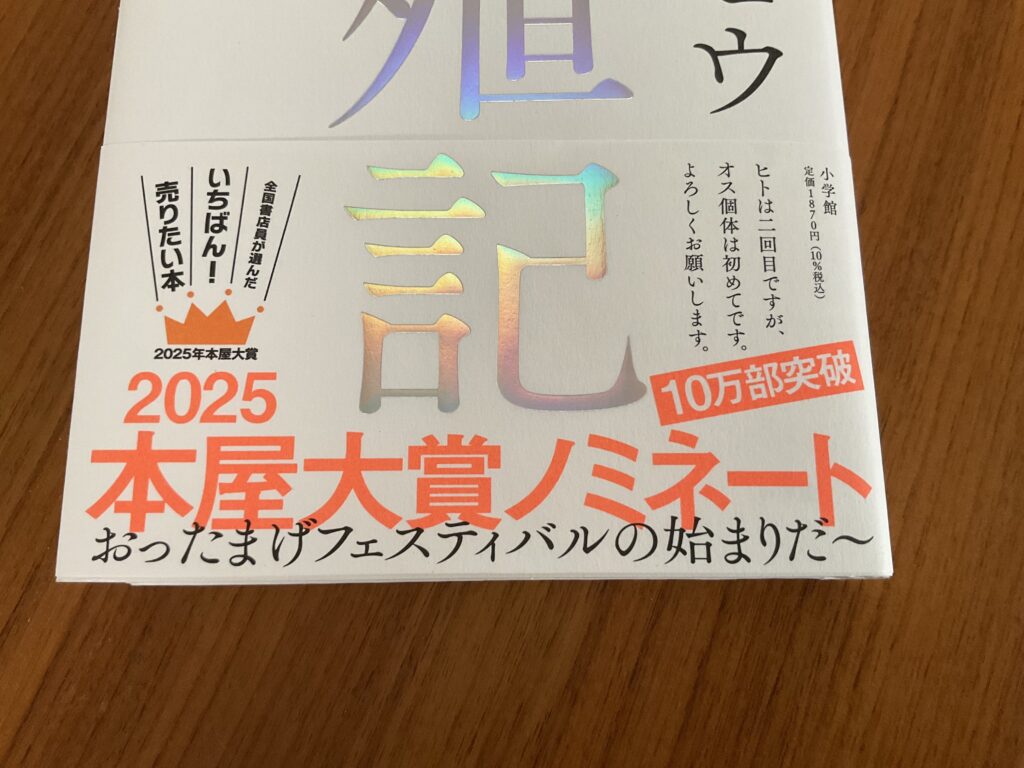 殖
ウ
記
小学館
定価1870円(10%税込)
ヒトは二回目ですが、
オス個体は初めてです。
よろしくお願いします。
全国書店員が選んだ
いちばん!
売りたい本
2025年本屋大賞
10万部突破
2025
本屋大賞ノミネート
おったまげフェスティバルの始まりだ〜